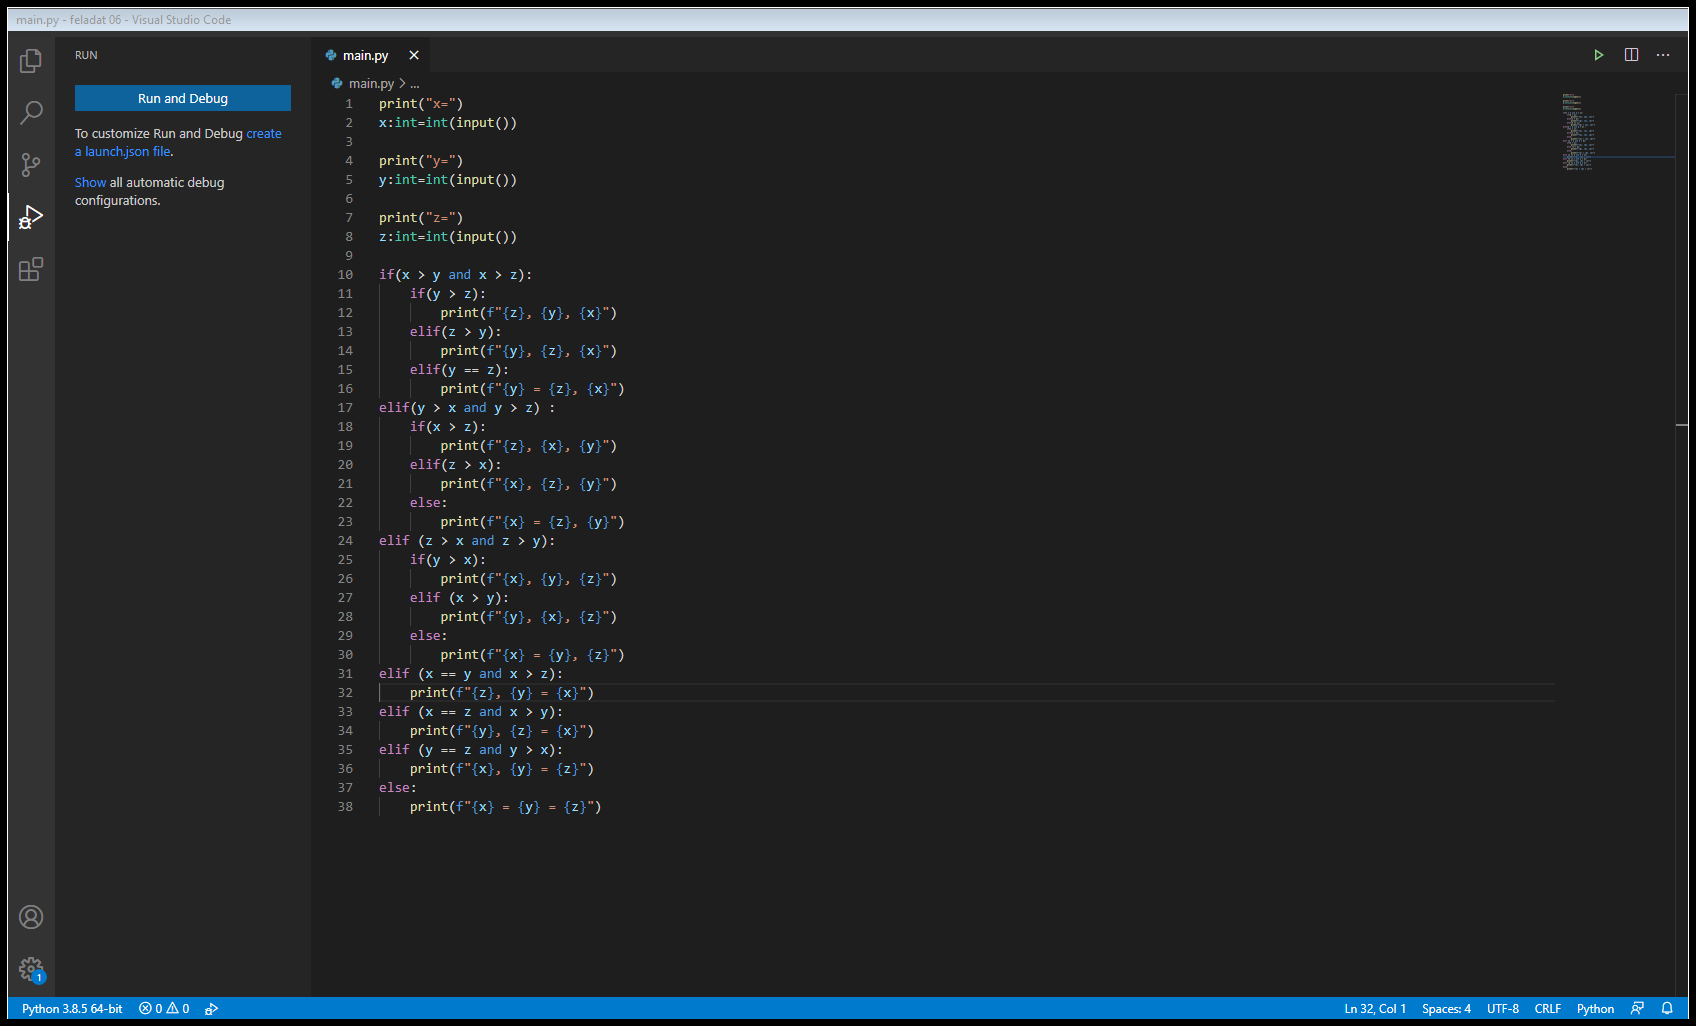 main.py - feladat 06 - Visual Studio Code
RUN
Run and Debug
To customize Run and Debug create
a launch.json file.
Show all automatic debug
configurations.
main.py
main.py > ...
1 print("x=")
2 x:int=int(input())
3
4 print("y=")
5 y:int=int(input())
6
7 print("z=")
8 z:int=int(input())
9
10 if(x > y and x > z):
11     if(y > z):
12         print(f"{z}, {y}, {x}")
13     elif(z > y):
14         print(f"{y}, {z}, {x}")
15     elif(y == z):
16         print(f"{y} = {z}, {x}")
17 elif(y > x and y > z) :
18     if(x > z):
19         print(f"{z}, {x}, {y}")
20     elif(z > x):
21         print(f"{x}, {z}, {y}")
22     else:
23         print(f"{x} = {z}, {y}")
24 elif (z > x and z > y):
25     if(y > x):
26         print(f"{x}, {y}, {z}")
27     elif (x > y):
28         print(f"{y}, {x}, {z}")
29     else:
30         print(f"{x} = {y}, {z}")
31 elif (x == y and x > z):
32     print(f"{z}, {y} = {x}")
33 elif (x == z and x > y):
34     print(f"{y}, {z} = {x}")
35 elif (y == z and y > x):
36     print(f"{x}, {y} = {z}")
37 else:
38     print(f"{x} = {y} = {z}")
1
Python 3.8.5 64-bit 0 0 Ln 32, Col 1 Spaces: 4 UTF-8 CRLF Python